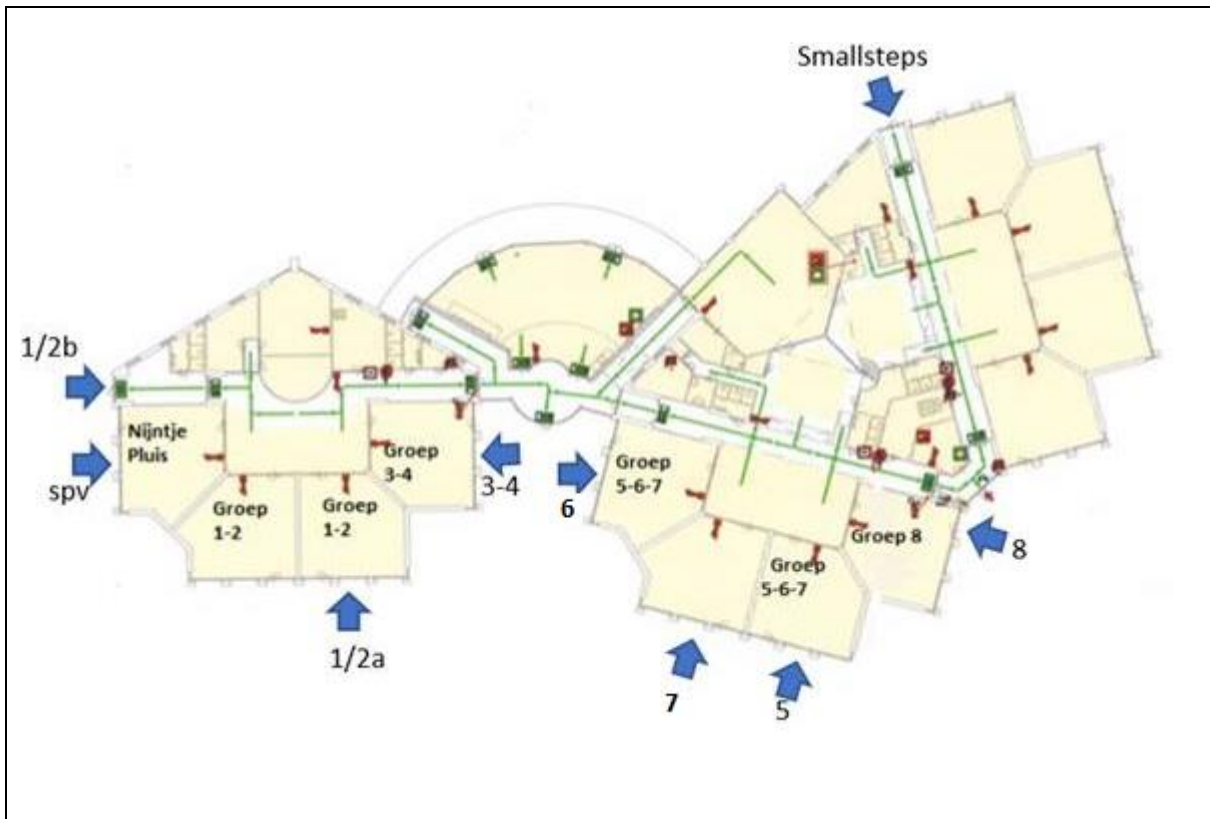 Smallsteps
1/2b
Nijntje
Pluis
spv
Groep
1-2
Groep
1-2
Groep
3-4
3-4
1/2a
6
Groep
5-6-7
Groep
5-6-7
Groep 8
8
7
5